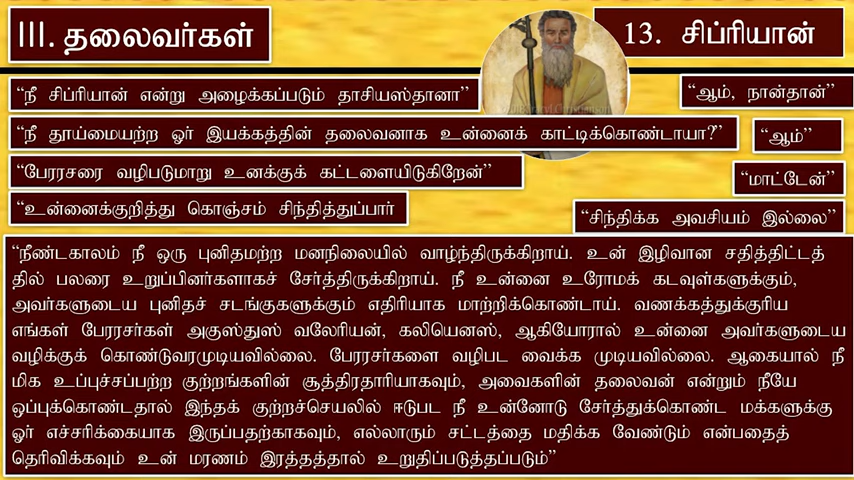 III. தலைவர்கள்
13. சிப்ரியான்
“நீ சிப்ரியான் என்று அழைக்கப்படும் தாசியஸ்தானா”
“ஆம், நான்தான்”
“நீ தூய்மையற்ற ஓர் இயக்கத்தின் தலைவனாக உன்னைக் காட்டிக்கொண்டாயா?”
“ஆம்”
“பேரரசரை வழிபடுமாறு உனக்குக் கட்டளையிடுகிறேன்”
“மாட்டேன்”
“உன்னைக்குறித்து கொஞ்சம் சிந்தித்துப்பார்
“சிந்திக்க அவசியம் இல்லை”
“நீண்டகாலம் நீ ஒரு புனிதமற்ற மனநிலையில் வாழ்ந்திருக்கிறாய். உன் இழிவான சதித்திட்டத்
தில் பலரை உறுப்பினர்களாகச் சேர்த்திருக்கிறாய். நீ உன்னை உரோமக் கடவுள்களுக்கும்,
அவர்களுடைய புனிதச் சடங்குகளுக்கும் எதிரியாக மாற்றிக்கொண்டாய். வணக்கத்துக்குரிய
எங்கள் பேரரசர்கள் அகுஸ்துஸ் வலேரியன், கலியெனஸ், ஆகியோரால் உன்னை அவர்களுடைய
வழிக்குக் கொண்டுவரமுடியவில்லை. பேரரசர்களை வழிபட வைக்க முடியவில்லை. ஆகையால் நீ
மிக உப்புச்சப்பற்ற குற்றங்களின் சூத்திரதாரியாகவும், அவைகளின் தலைவன் என்றும் நீயே
ஒப்புக்கொண்டதால் இந்தக் குற்றச்செயலில் ஈடுபட நீ உன்னோடு சேர்த்துக்கொண்ட மக்களுக்கு
ஓர் எச்சரிக்கையாக இருப்பதற்காகவும், எல்லாரும் சட்டத்தை மதிக்க வேண்டும் என்பதைத்
தெரிவிக்கவும் உன் மரணம் இரத்தத்தால் உறுதிப்படுத்தப்படும்”